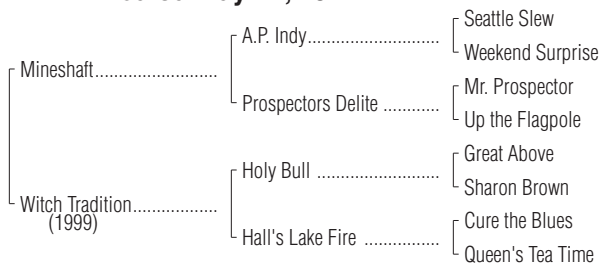 Seattle Slew
A.P. Indy........................................
Weekend Surprise
Mineshaft.....................................
Mr. Prospector
Prospectors Delite .................
Up the Flagpole
Great Above
Holy Bull .....................................
Sharon Brown
Witch Tradition..........................
(1999)
Cure the Blues
Hall's Lake Fire .......................
Queen's Tea Time